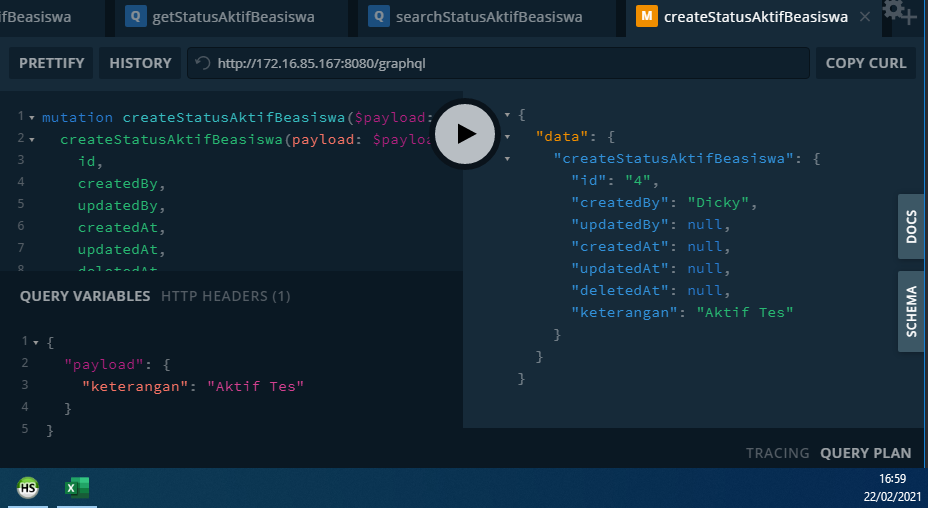 ifBeasiswa
Q getStatusAktifBeasiswa
Q searchStatusAktifBeasiswa
M createStatusAktifBeasiswa
PRETTIFY
HISTORY
http://172.16.85.167:8080/graphql
COPY CURL
1 mutation createStatusAktifBeasiswa($payload:
2 createStatusAktifBeasiswa(payload: $payloa
3 id,
4 createdBy,
5 updatedBy,
6 createdAt,
7 updatedAt,
8 deletedAt
QUERY VARIABLES HTTP HEADERS (1)
1 {
2 "payload": {
3 "keterangan": "Aktif Tes"
4 }
5 }
{
"data": {
"createStatusAktifBeasiswa": {
"id": "4",
"createdBy": "Dicky",
"updatedBy": null,
"createdAt": null,
"updatedAt": null,
"deletedAt": null,
"keterangan": "Aktif Tes"
}
}
}
DOCS
SCHEMA
TRACING QUERY PLAN
HS
X
16:59
22/02/2021